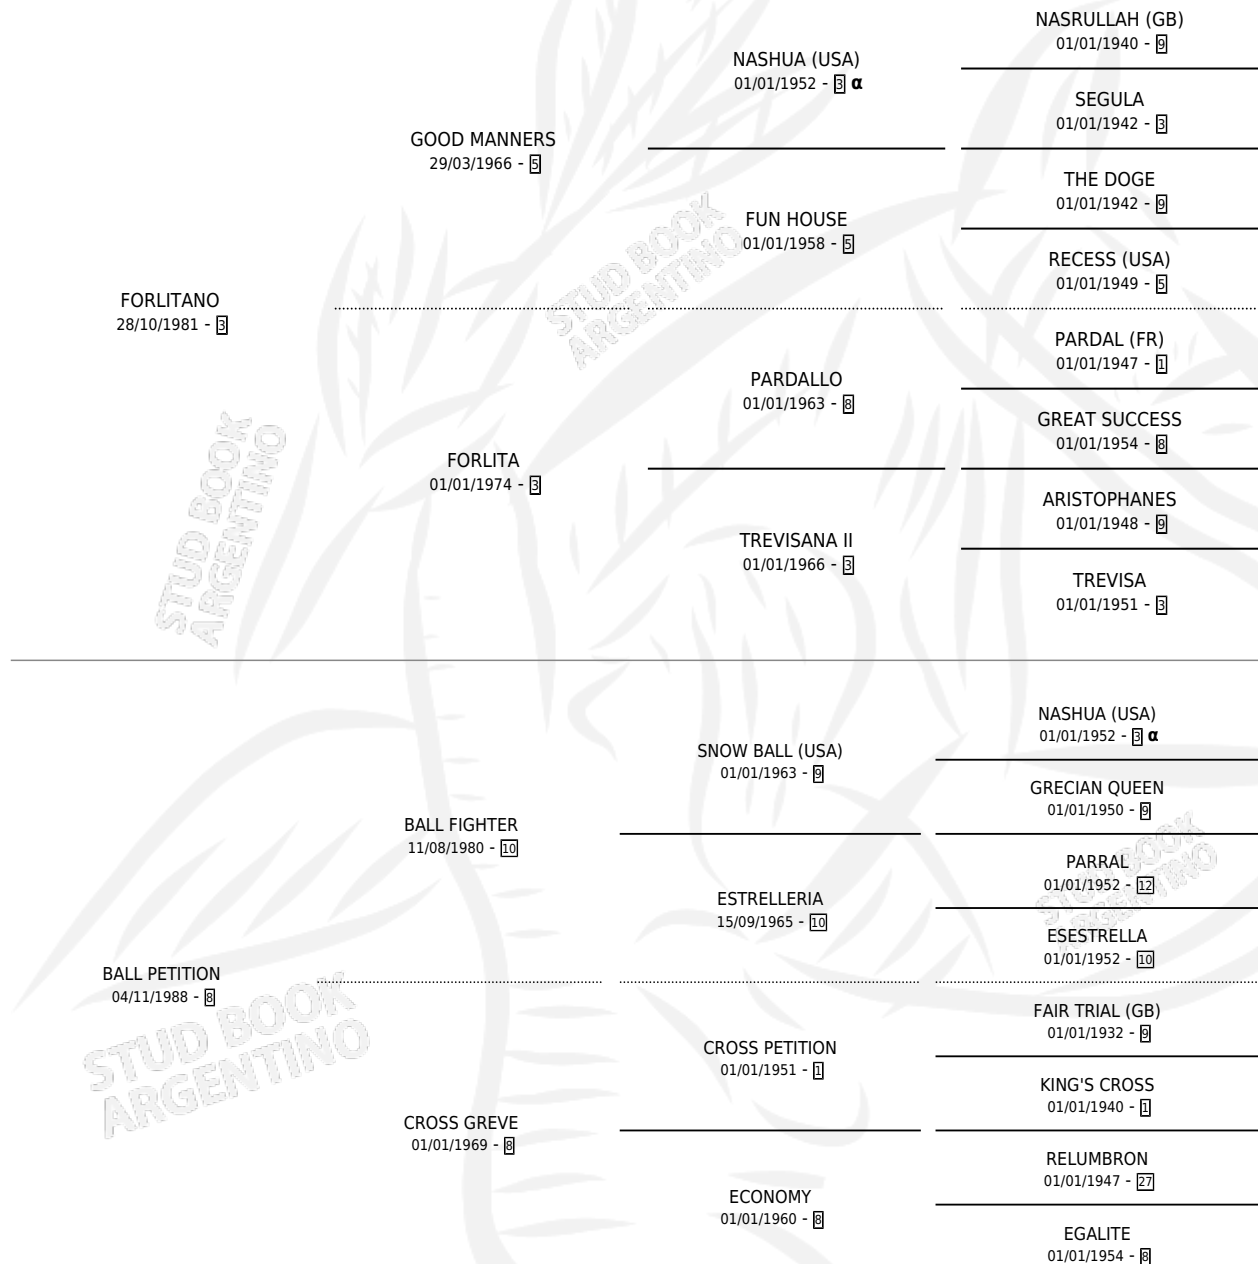 NASRULLAH (GB)
01/01/1940 - 9
NASHUA (USA)
01/01/1952 - 3 α
SEGULA
01/01/1942 - 3
GOOD MANNERS
29/03/1966 - 5
THE DOGE
01/01/1942 - 9
FUN HOUSE
01/01/1958 - 5
RECESS (USA)
01/01/1949 - 5
FORLITANO
28/10/1981 - 3
PARDAL (FR)
01/01/1947 - 1
PARDALLO
01/01/1963 - 8
GREAT SUCCESS
01/01/1954 - 8
FORLITA
01/01/1974 - 3
ARISTOPHANES
01/01/1948 - 9
TREVISANA II
01/01/1966 - 3
TREVISA
01/01/1951 - 3
NASHUA (USA)
01/01/1952 - 3 α
SNOW BALL (USA)
01/01/1963 - 9
GRECIAN QUEEN
01/01/1950 - 9
BALL FIGHTER
11/08/1980 - 10
PARRAL
01/01/1952 - 12
ESTRELLERIA
15/09/1965 - 10
ESESTRELLA
01/01/1952 - 10
BALL PETITION
04/11/1988 - 8
FAIR TRIAL (GB)
01/01/1932 - 9
CROSS PETITION
01/01/1951 - 1
KING'S CROSS
01/01/1940 - 1
CROSS GREVE
01/01/1969 - 8
RELUMBRON
01/01/1947 - 27
ECONOMY
01/01/1960 - 8
EGALITE
01/01/1954 - 8
STUD BOOK
ARGENTINO
STUD BOOK
ARGENTINO
STUD BOOK
ARGENTINO
STUD BOOK
ARGENTINO